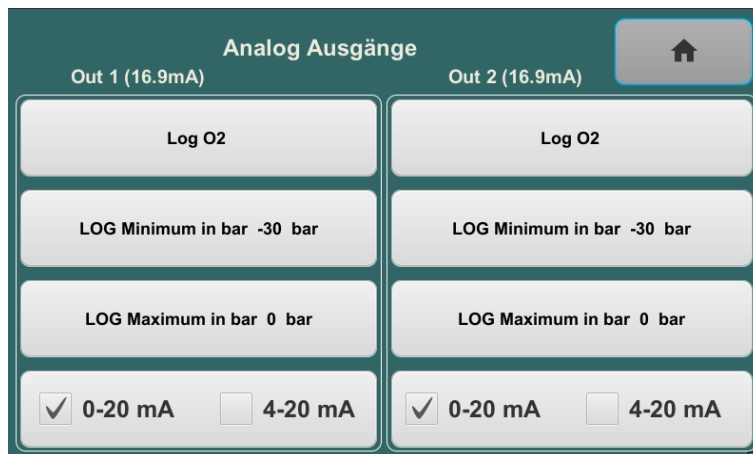 Analog Ausgänge
Out 1 (16.9mA)
Out 2 (16.9mA)
Log O2
Log O2
LOG Minimum in bar -30 bar
LOG Minimum in bar -30 bar
LOG Maximum in bar 0 bar
LOG Maximum in bar 0 bar
0-20 mA 4-20 mA
0-20 mA 4-20 mA